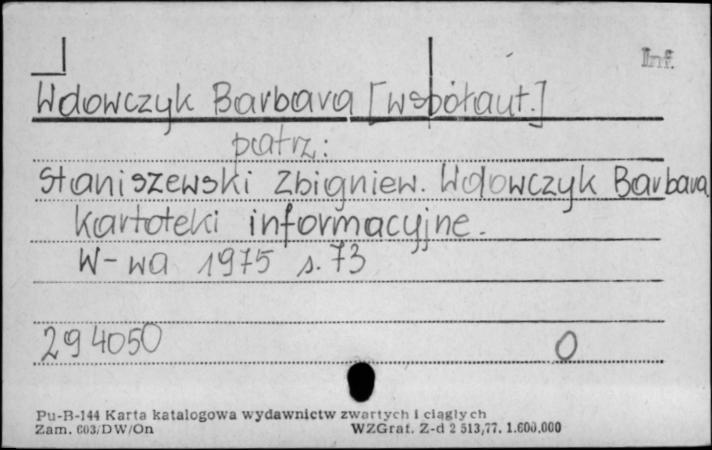 Inf.
Wdowczyk Barbara [współaut.]
patrz:
Staniszewski Zbigniew. Wdowczyk Barbara
Kartoteki informacyjne.
W-wa 1975 s. 73
294050 O
Pu-B-144 Karta katalogowa wydawnictw zwartych i ciągłych
Zam. 603/DW/On WZGraf. Z-d 2 513,77. 1.600.000